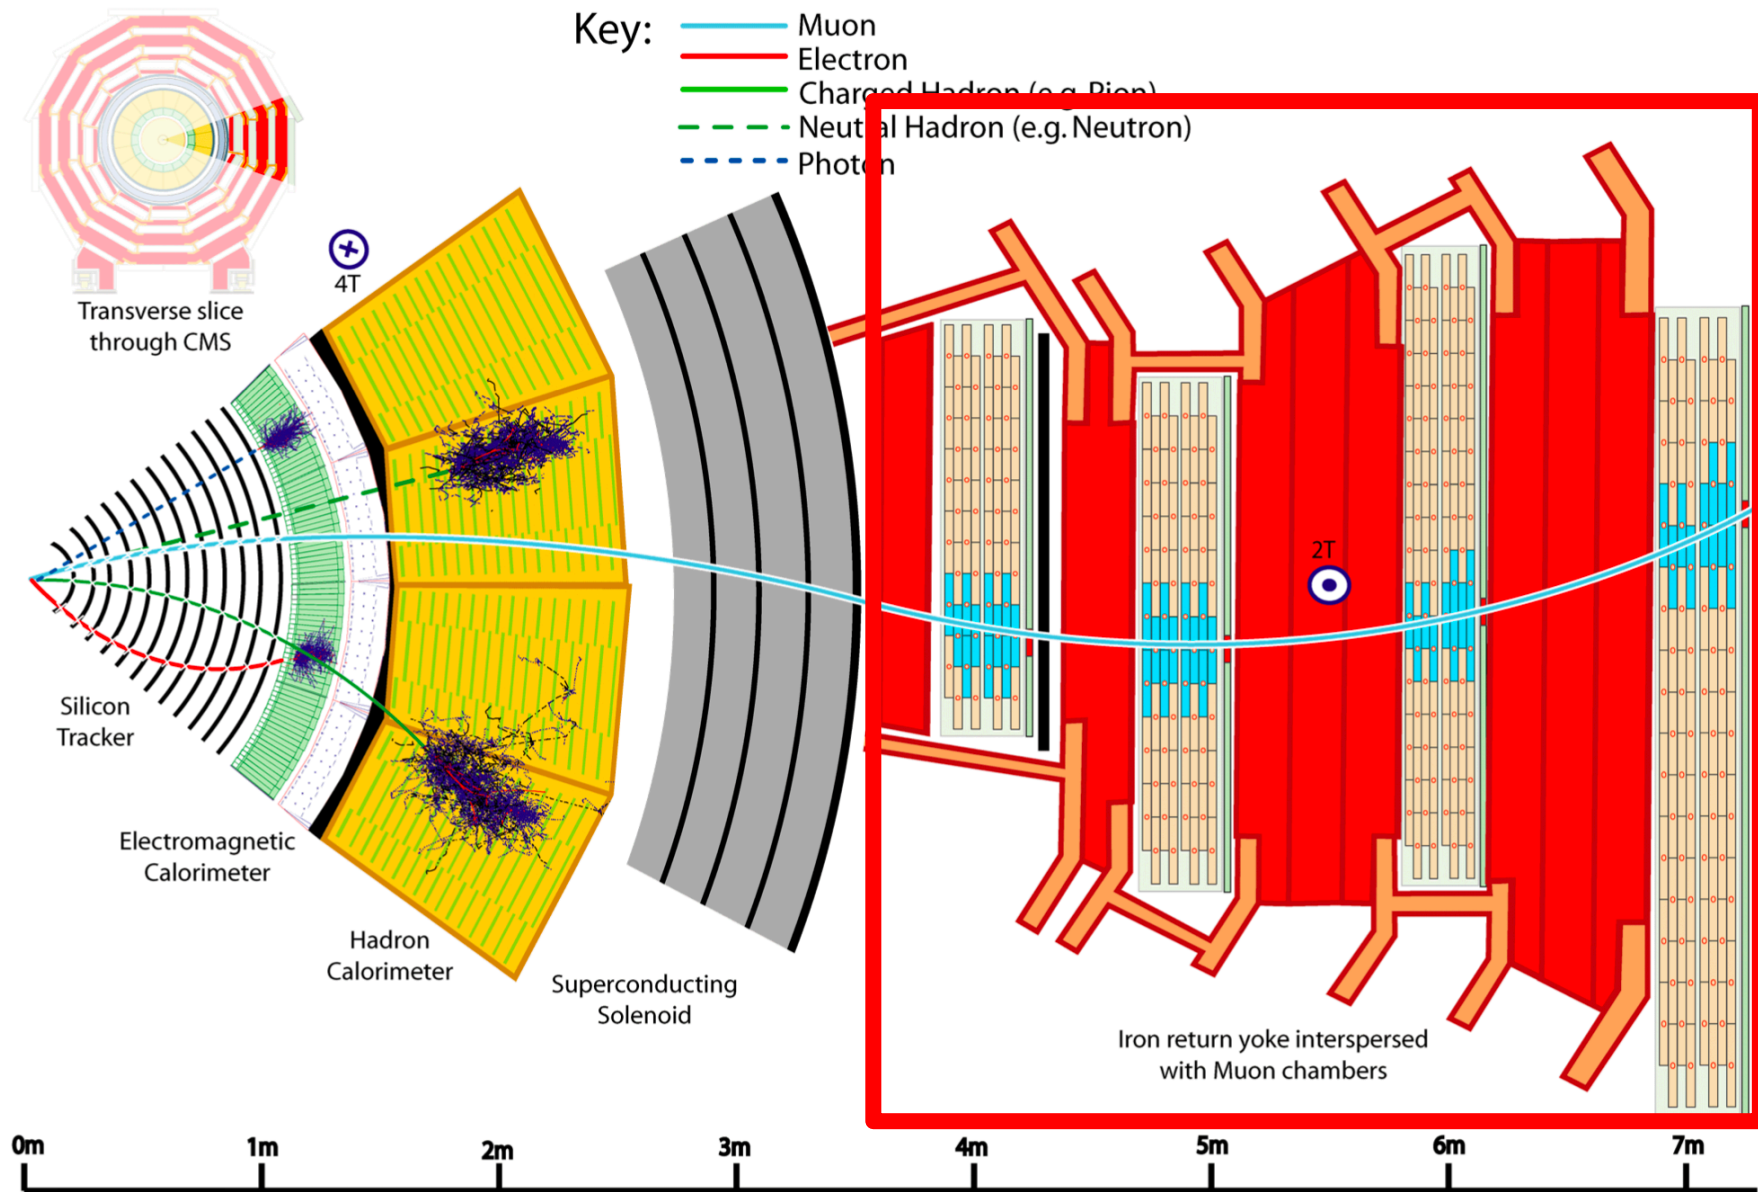 Key:
Muon
Electron
Charged Hadron (e.g. Pion)
Neutral Hadron (e.g. Neutron)
Photon
Transverse slice
through CMS
4T
2T
Silicon
Tracker
Electromagnetic
Calorimeter
Hadron
Calorimeter
Superconducting
Solenoid
Iron return yoke interspersed
with Muon chambers
0m 1m 2m 3m 4m 5m 6m 7m